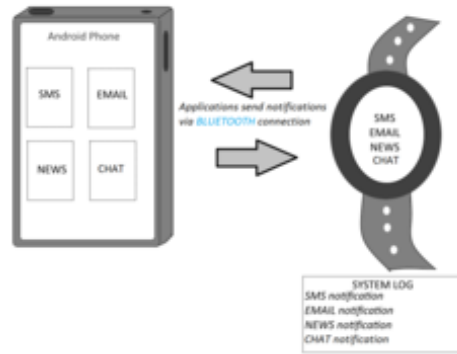 Android Phone
SMS
EMAIL
NEWS
CHAT
Applications send notifications
via BLUETOOTH connection
SMS
EMAIL
NEWS
CHAT
SYSTEM LOG
SMS notification
EMAIL notification
NEWS notification
CHAT notification